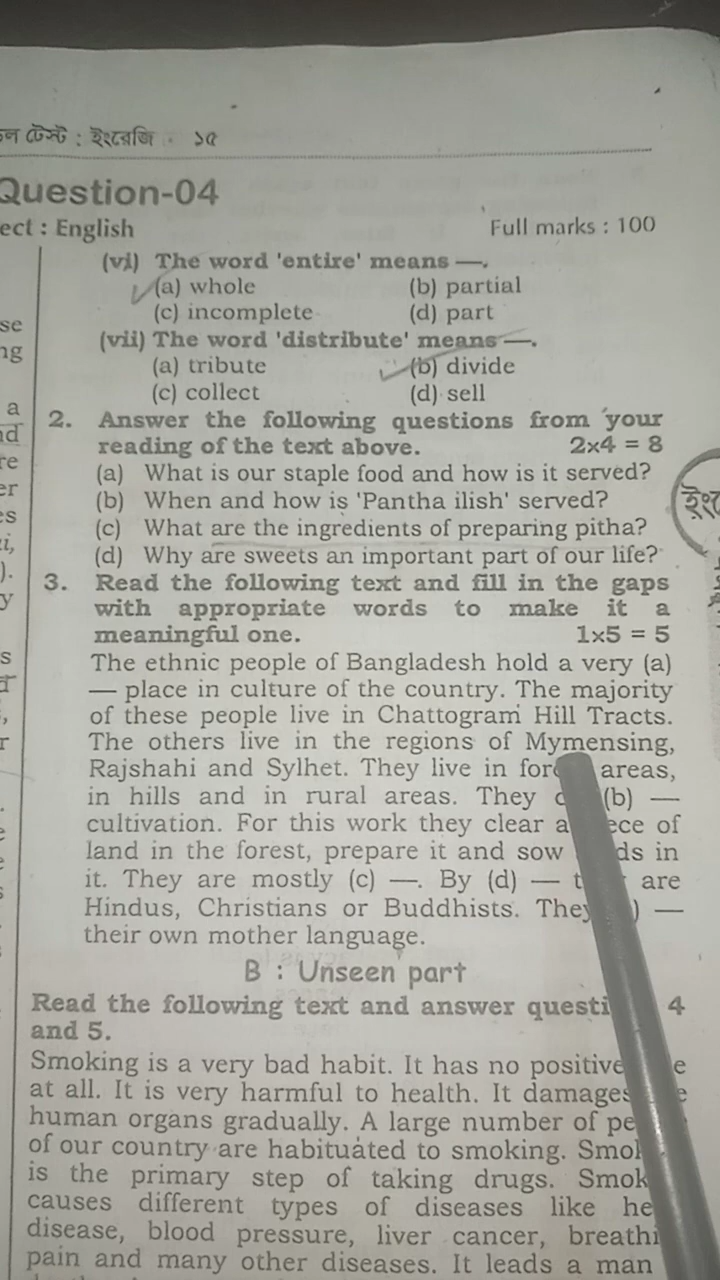 টেস্ট : ইংরেজি - ১৫
Question-04
ect : English Full marks : 100
(vi) The word 'entire' means —.
(a) whole (b) partial
(c) incomplete (d) part
(vii) The word 'distribute' means —.
(a) tribute (b) divide
(c) collect (d) sell
2. Answer the following questions from your
reading of the text above. 2×4 = 8
(a) What is our staple food and how is it served?
(b) When and how is 'Pantha ilish' served?
(c) What are the ingredients of preparing pitha?
(d) Why are sweets an important part of our life?
3. Read the following text and fill in the gaps
with appropriate words to make it a
meaningful one. 1×5 = 5
The ethnic people of Bangladesh hold a very (a)
— place in culture of the country. The majority
of these people live in Chattogram Hill Tracts.
The others live in the regions of Mymensing,
Rajshahi and Sylhet. They live in areas,
in hills and in rural areas. They (b) —
cultivation. For this work they clear a of
land in the forest, prepare it and sow in
it. They are mostly (c) —. By (d) — are
Hindus, Christians or Buddhists. They —
their own mother language.
B : Unseen part
Read the following text and answer 4
and 5.
Smoking is a very bad habit. It has no positive
at all. It is very harmful to health. It damages
human organs gradually. A large number of
of our country are habituated to smoking.
is the primary step of taking drugs.
causes different types of diseases like
disease, blood pressure, liver cancer,
pain and many other diseases. It leads a man